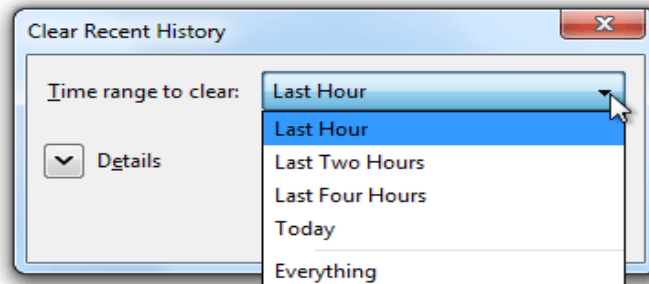 Clear Recent History
Time range to clear: Last Hour
Last Hour
Last Two Hours
Details
Last Four Hours
Today
Everything